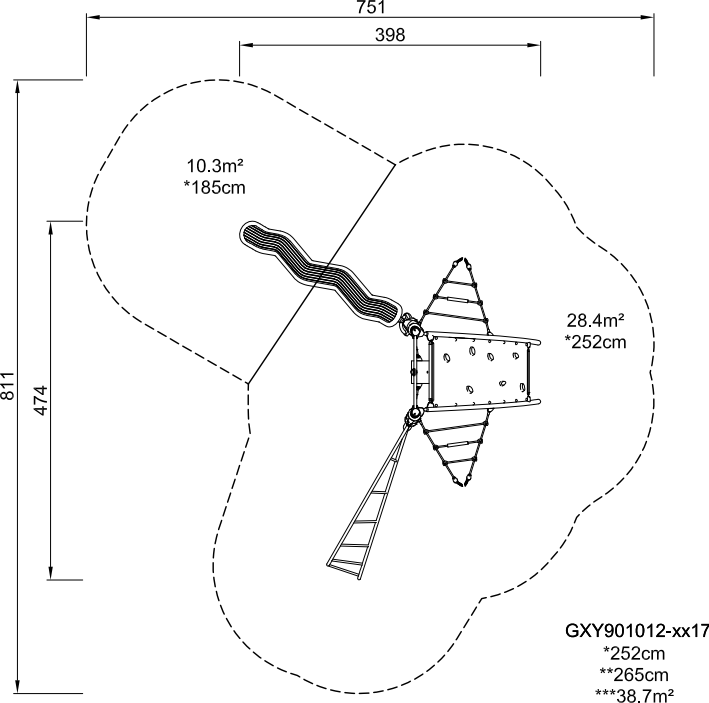 751
398
10.3m²
*185cm
28.4m²
*252cm
811
474
GXY901012-xx17
*252cm
**265cm
***38.7m²